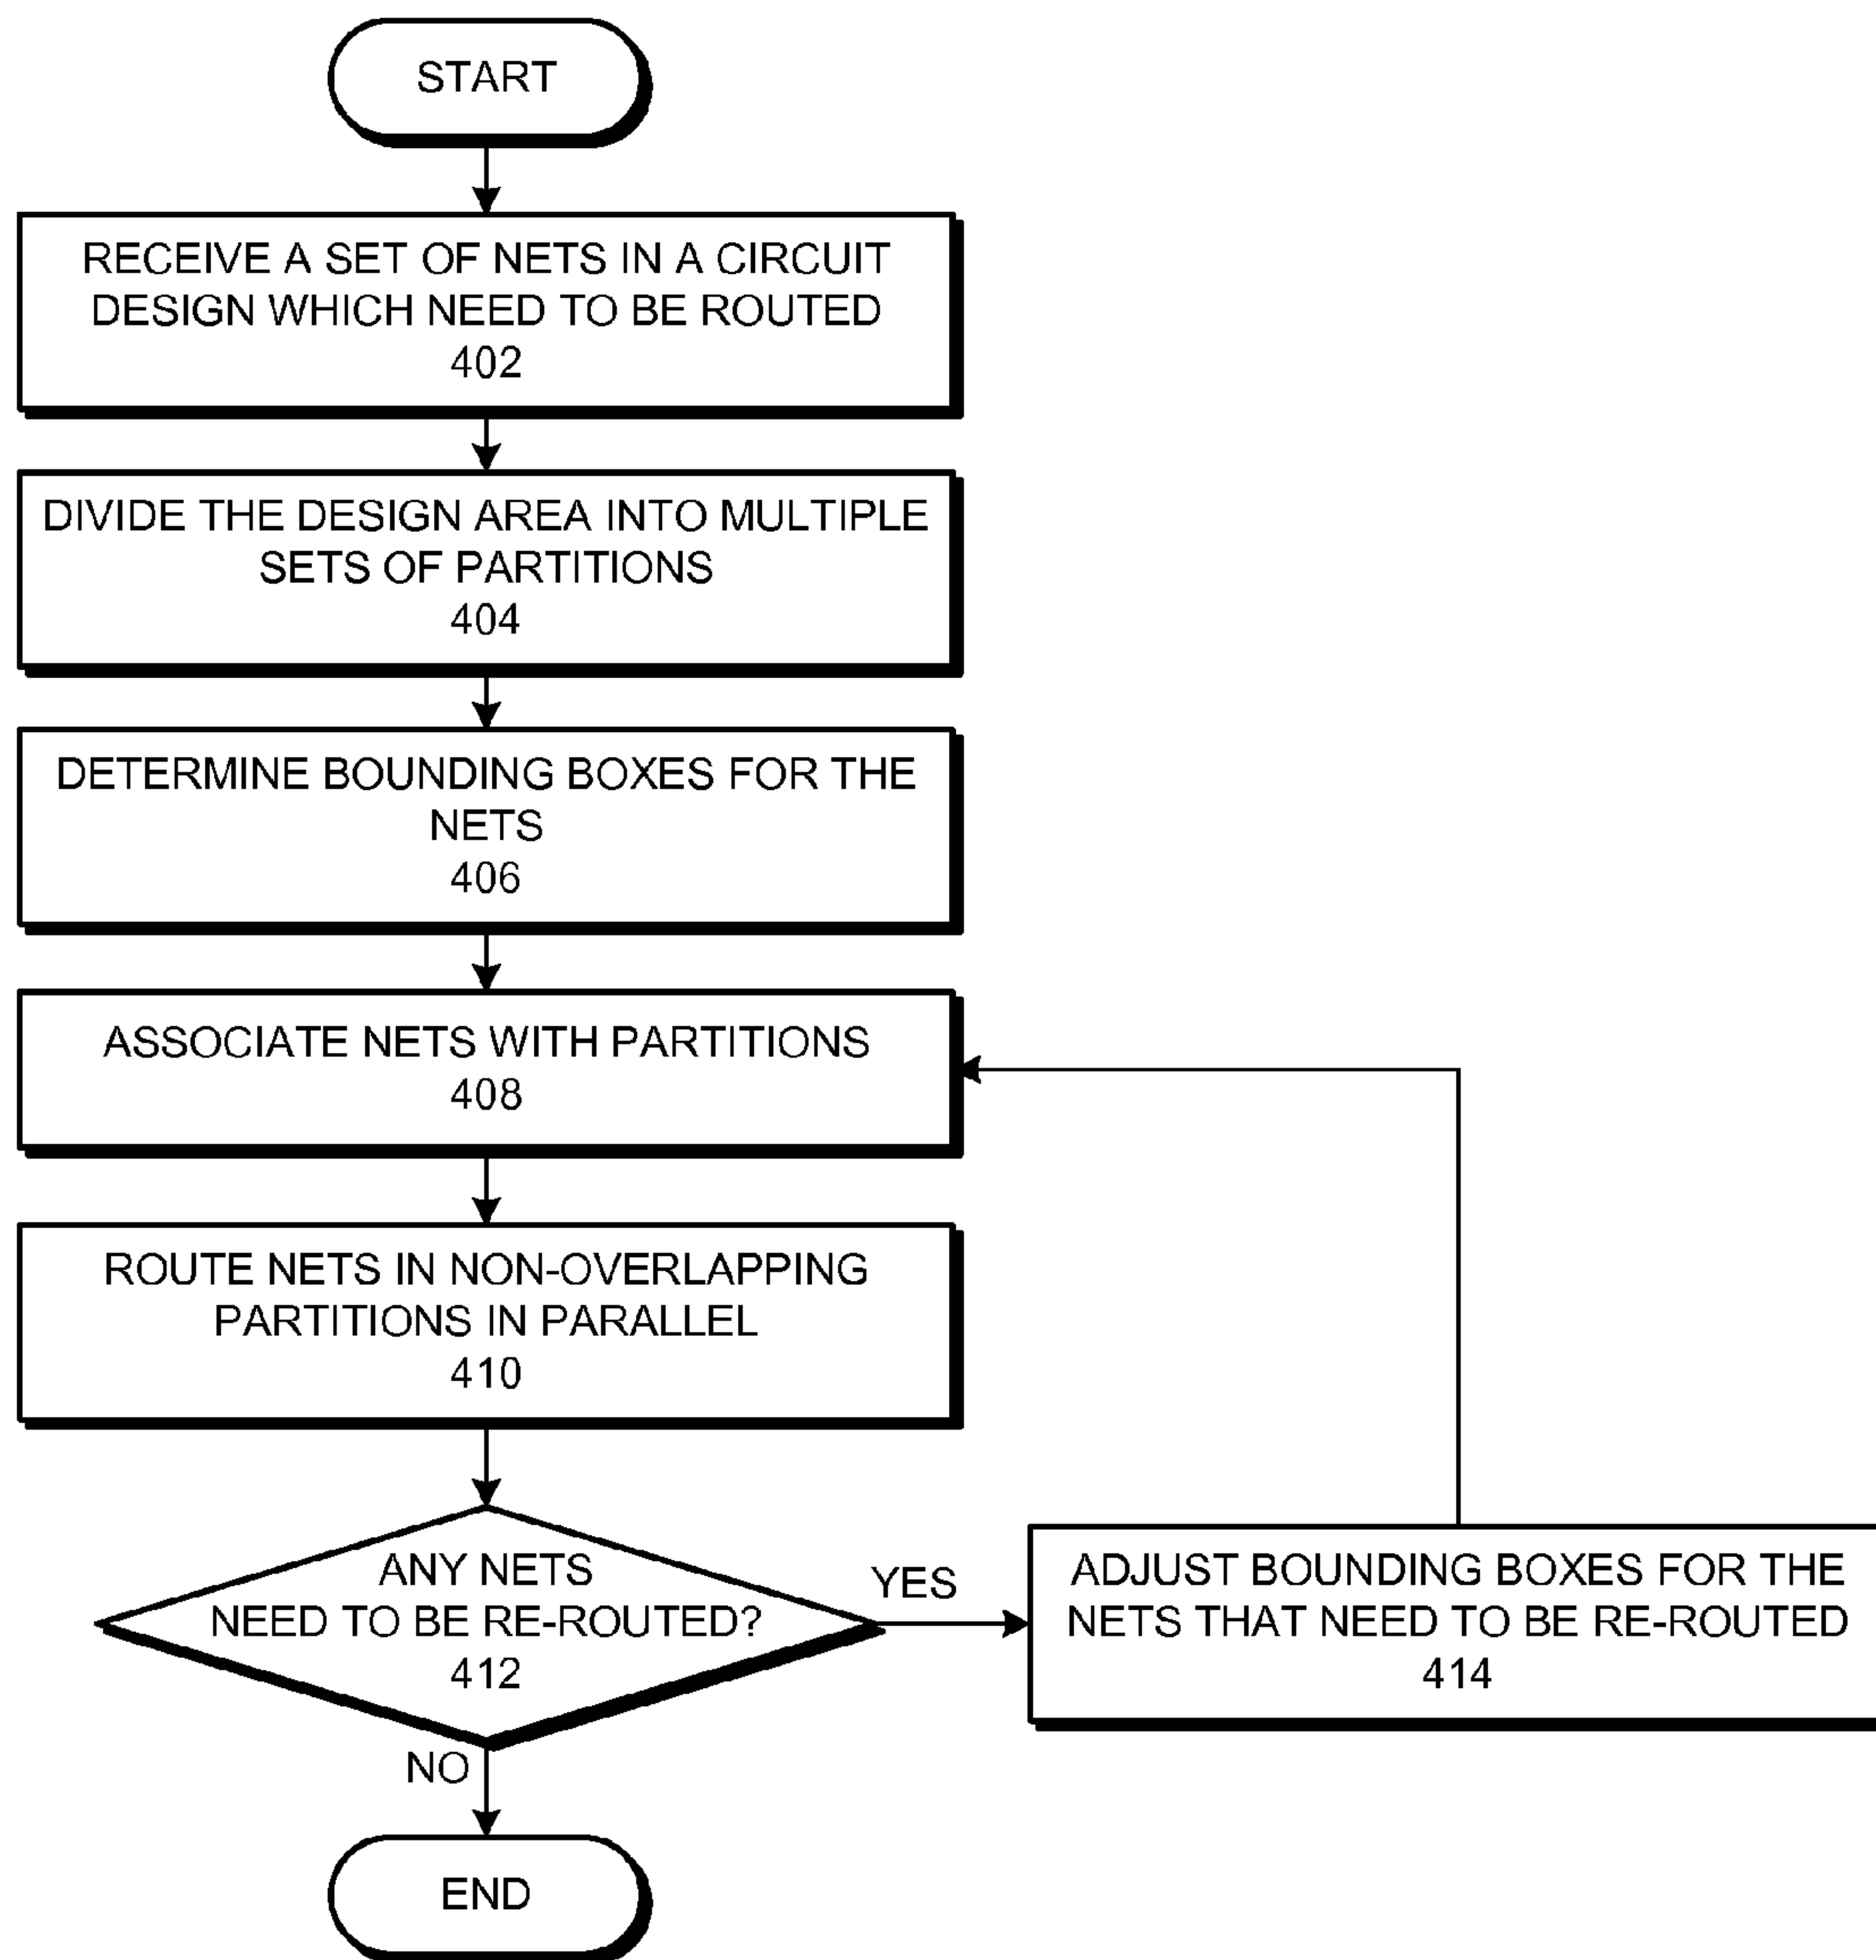 START
RECEIVE A SET OF NETS IN A CIRCUIT
DESIGN WHICH NEED TO BE ROUTED
402
DIVIDE THE DESIGN AREA INTO MULTIPLE
SETS OF PARTITIONS
404
DETERMINE BOUNDING BOXES FOR THE
NETS
406
ASSOCIATE NETS WITH PARTITIONS
408
ROUTE NETS IN NON-OVERLAPPING
PARTITIONS IN PARALLEL
410
ANY NETS
NEED TO BE RE-ROUTED?
412
YES
ADJUST BOUNDING BOXES FOR THE
NETS THAT NEED TO BE RE-ROUTED
414
NO
END